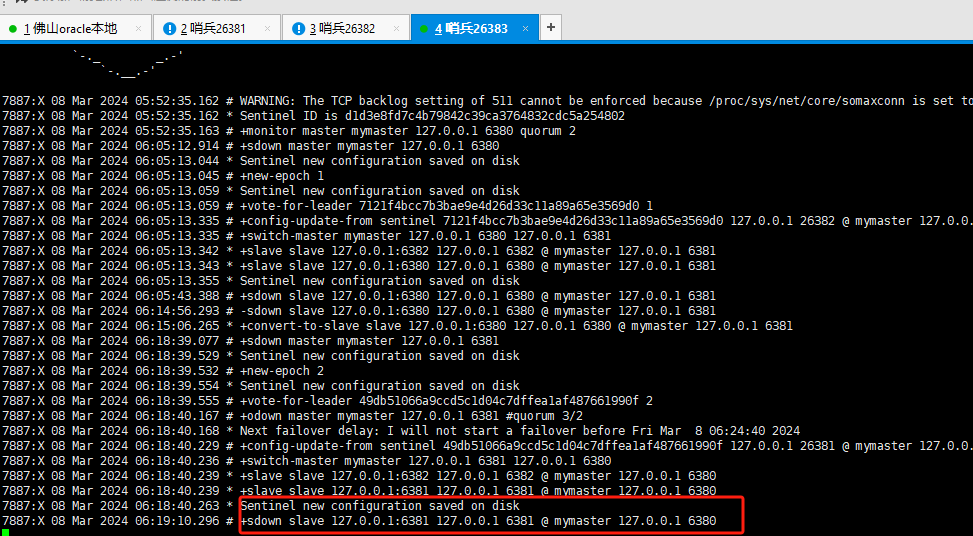 1 佛山oracle本地 × 2 哨兵26381 × 3 哨兵26382 × 4 哨兵26383 × +
`-._ _.-'
`-.__.-'
7887:X 08 Mar 2024 05:52:35.162 # WARNING: The TCP backlog setting of 511 cannot be enforced because /proc/sys/net/core/somaxconn is set to
7887:X 08 Mar 2024 05:52:35.162 * Sentinel ID is d1d3e8fd7c4b79842c39ca3764832cdc5a254802
7887:X 08 Mar 2024 05:52:35.163 # +monitor master mymaster 127.0.0.1 6380 quorum 2
7887:X 08 Mar 2024 06:05:12.914 # +sdown master mymaster 127.0.0.1 6380
7887:X 08 Mar 2024 06:05:13.044 * Sentinel new configuration saved on disk
7887:X 08 Mar 2024 06:05:13.045 # +new-epoch 1
7887:X 08 Mar 2024 06:05:13.059 * Sentinel new configuration saved on disk
7887:X 08 Mar 2024 06:05:13.059 # +vote-for-leader 7121f4bcc7b3bae9e4d26d33c11a89a65e3569d0 1
7887:X 08 Mar 2024 06:05:13.335 # +config-update-from sentinel 7121f4bcc7b3bae9e4d26d33c11a89a65e3569d0 127.0.0.1 26382 @ mymaster 127.0.0.
7887:X 08 Mar 2024 06:05:13.335 # +switch-master mymaster 127.0.0.1 6380 127.0.0.1 6381
7887:X 08 Mar 2024 06:05:13.342 * +slave slave 127.0.0.1:6382 127.0.0.1 6382 @ mymaster 127.0.0.1 6381
7887:X 08 Mar 2024 06:05:13.343 * +slave slave 127.0.0.1:6380 127.0.0.1 6380 @ mymaster 127.0.0.1 6381
7887:X 08 Mar 2024 06:05:13.355 * Sentinel new configuration saved on disk
7887:X 08 Mar 2024 06:05:43.388 # +sdown slave 127.0.0.1:6380 127.0.0.1 6380 @ mymaster 127.0.0.1 6381
7887:X 08 Mar 2024 06:14:56.293 # -sdown slave 127.0.0.1:6380 127.0.0.1 6380 @ mymaster 127.0.0.1 6381
7887:X 08 Mar 2024 06:15:06.265 * +convert-to-slave slave 127.0.0.1:6380 127.0.0.1 6380 @ mymaster 127.0.0.1 6381
7887:X 08 Mar 2024 06:18:39.077 # +sdown master mymaster 127.0.0.1 6381
7887:X 08 Mar 2024 06:18:39.529 * Sentinel new configuration saved on disk
7887:X 08 Mar 2024 06:18:39.532 # +new-epoch 2
7887:X 08 Mar 2024 06:18:39.554 * Sentinel new configuration saved on disk
7887:X 08 Mar 2024 06:18:39.555 # +vote-for-leader 49db51066a9ccd5c1d04c7dffea1af487661990f 2
7887:X 08 Mar 2024 06:18:40.167 # +odown master mymaster 127.0.0.1 6381 #quorum 3/2
7887:X 08 Mar 2024 06:18:40.168 * Next failover delay: I will not start a failover before Fri Mar  8 06:24:40 2024
7887:X 08 Mar 2024 06:18:40.229 # +config-update-from sentinel 49db51066a9ccd5c1d04c7dffea1af487661990f 127.0.0.1 26381 @ mymaster 127.0.0.
7887:X 08 Mar 2024 06:18:40.236 # +switch-master mymaster 127.0.0.1 6381 127.0.0.1 6380
7887:X 08 Mar 2024 06:18:40.239 * +slave slave 127.0.0.1:6382 127.0.0.1 6382 @ mymaster 127.0.0.1 6380
7887:X 08 Mar 2024 06:18:40.239 * +slave slave 127.0.0.1:6381 127.0.0.1 6381 @ mymaster 127.0.0.1 6380
7887:X 08 Mar 2024 06:18:40.263 * Sentinel new configuration saved on disk
7887:X 08 Mar 2024 06:19:10.296 # +sdown slave 127.0.0.1:6381 127.0.0.1 6381 @ mymaster 127.0.0.1 6380